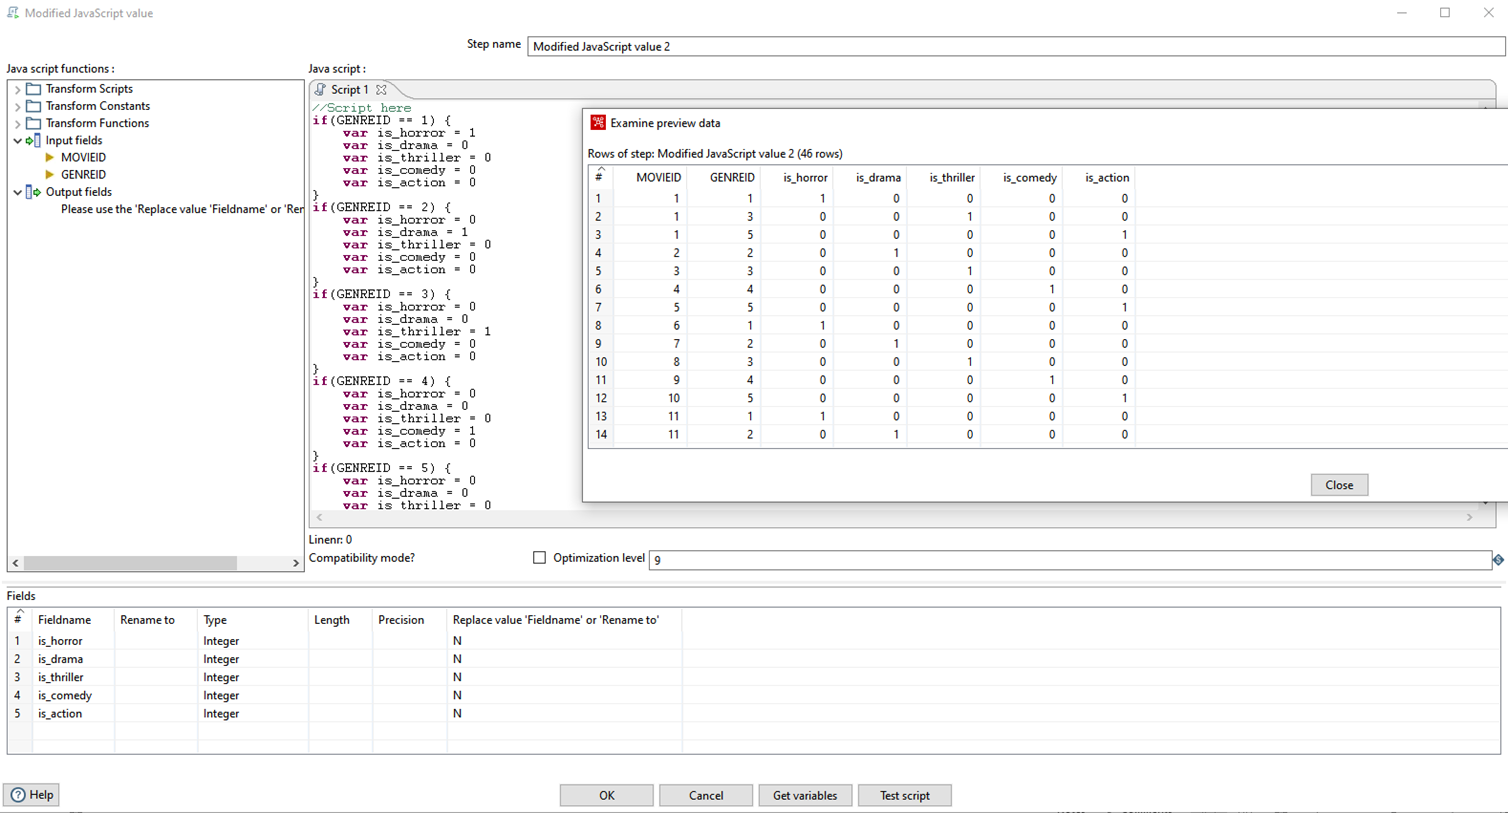 Modified JavaScript value
Step name Modified JavaScript value 2
Java script functions :
Transform Scripts
Transform Constants
Transform Functions
Input fields
MOVIEID
GENREID
Output fields
Please use the 'Replace value 'Fieldname' or 'Ren
Java script :
Script 1
//Script here
if(GENREID == 1) {
var is_horror = 1
var is_drama = 0
var is_thriller = 0
var is_comedy = 0
var is_action = 0
}
if(GENREID == 2) {
var is_horror = 0
var is_drama = 1
var is_thriller = 0
var is_comedy = 0
var is_action = 0
}
if(GENREID == 3) {
var is_horror = 0
var is_drama = 0
var is_thriller = 1
var is_comedy = 0
var is_action = 0
}
if(GENREID == 4) {
var is_horror = 0
var is_drama = 0
var is_thriller = 0
var is_comedy = 1
var is_action = 0
}
if(GENREID == 5) {
var is_horror = 0
var is_drama = 0
var is_thriller = 0
Examine preview data
Rows of step: Modified JavaScript value 2 (46 rows)
# MOVIEID GENREID is_horror is_drama is_thriller is_comedy is_action
1 1 1 1 0 0 0 0
2 1 3 0 0 1 0 0
3 1 5 0 0 0 0 1
4 2 2 0 1 0 0 0
5 3 3 0 0 1 0 0
6 4 4 0 0 0 1 0
7 5 5 0 0 0 0 1
8 6 1 1 0 0 0 0
9 7 2 0 1 0 0 0
10 8 3 0 0 1 0 0
11 9 4 0 0 0 1 0
12 10 5 0 0 0 0 1
13 11 1 1 0 0 0 0
14 11 2 0 1 0 0 0
Close
Linenr: 0
Compatibility mode? Optimization level 9
Fields
# Fieldname Rename to Type Length Precision Replace value 'Fieldname' or 'Rename to'
1 is_horror Integer N
2 is_drama Integer N
3 is_thriller Integer N
4 is_comedy Integer N
5 is_action Integer N
Help OK Cancel Get variables Test script